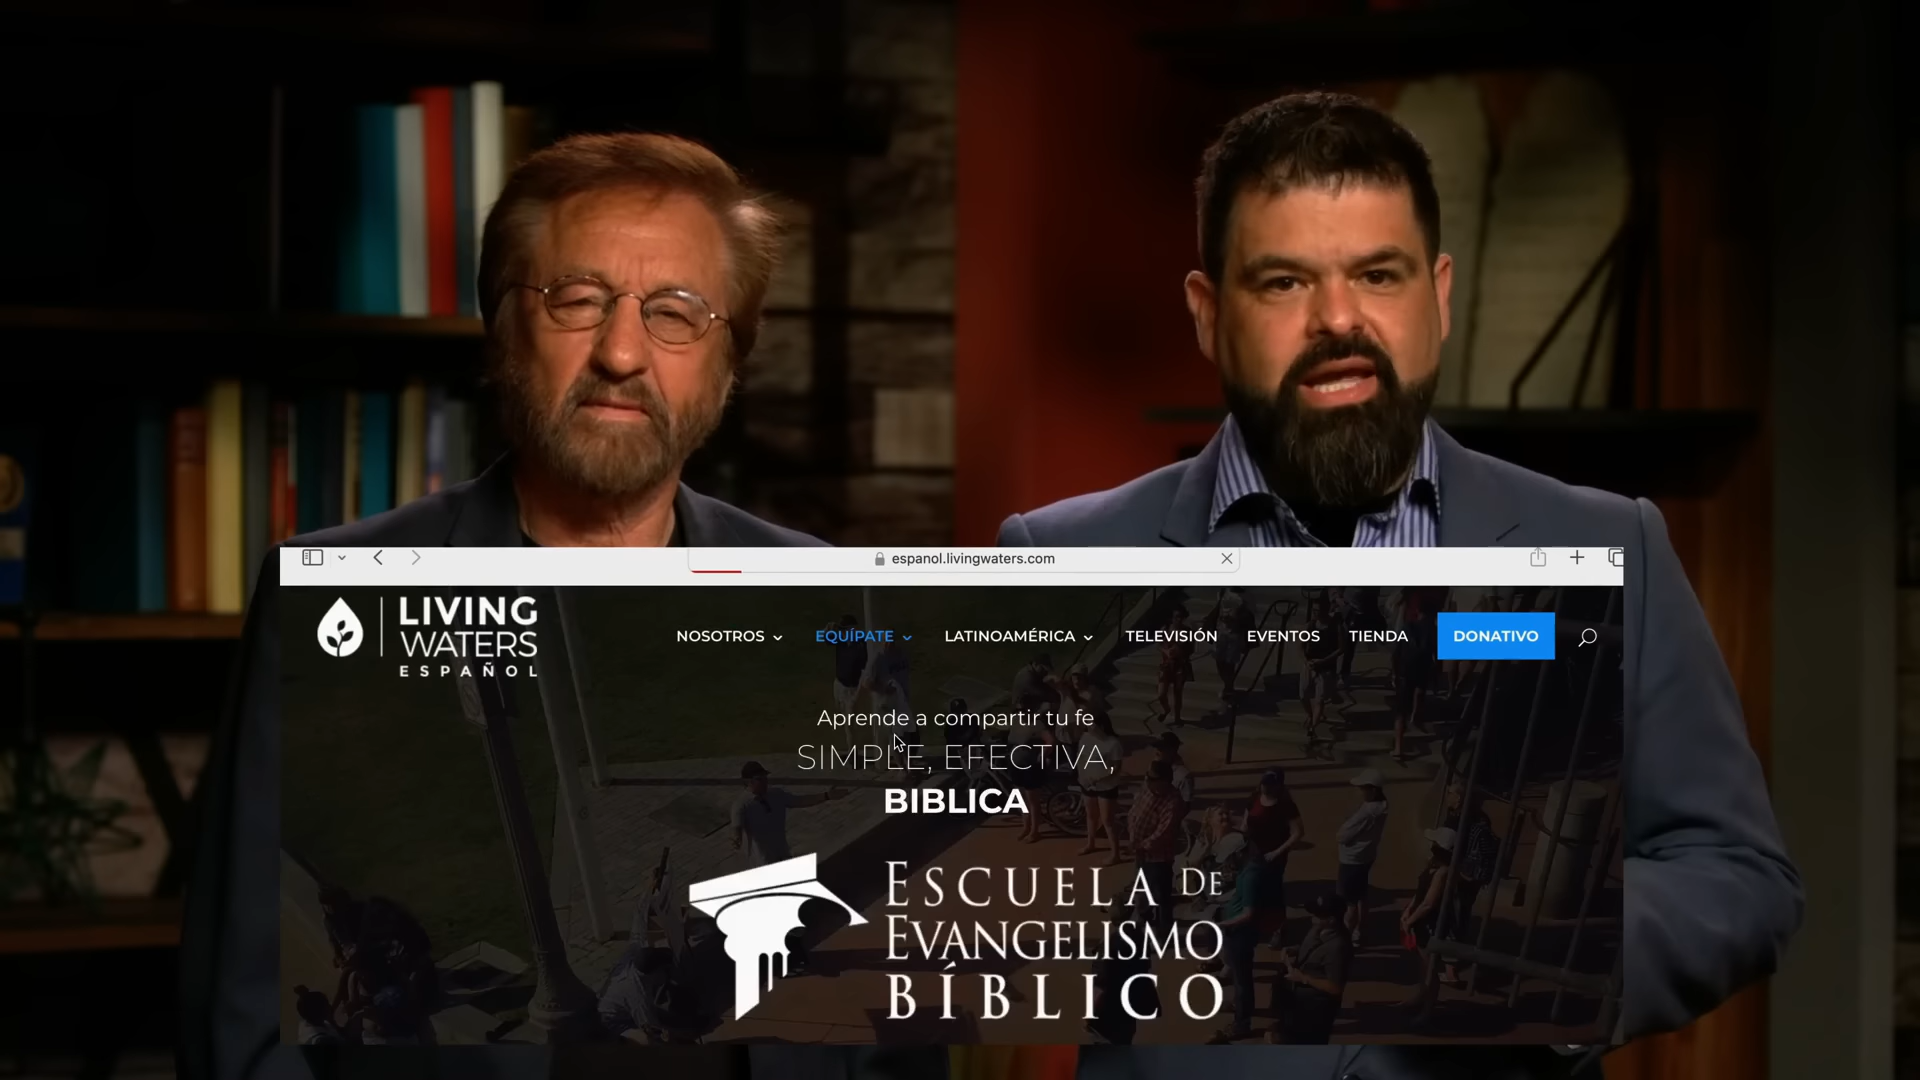 espanol.livingwaters.com
LIVING
WATERS
ESPAÑOL
NOSOTROS EQUÍPATE LATINOAMÉRICA TELEVISIÓN EVENTOS TIENDA DONATIVO
Aprende a compartir tu fe
SIMPLE, EFECTIVA,
BIBLICA
ESCUELA DE
EVANGELISMO
BÍBLICO